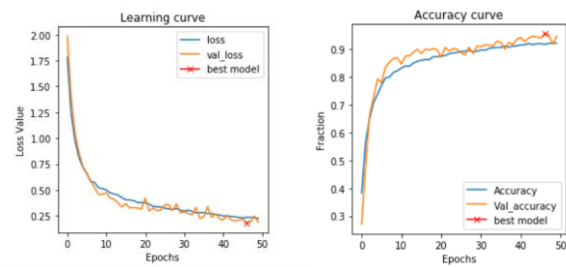 Learning curve
2.00
1.75
1.50
1.25
1.00
0.75
0.50
0.25
Loss Value
loss
val_loss
best model
0 10 20 30 40 50
Epochs
Accuracy curve
0.9
0.8
0.7
0.6
0.5
0.4
0.3
Fraction
Accuracy
Val_accuracy
best model
0 10 20 30 40 50
Epochs